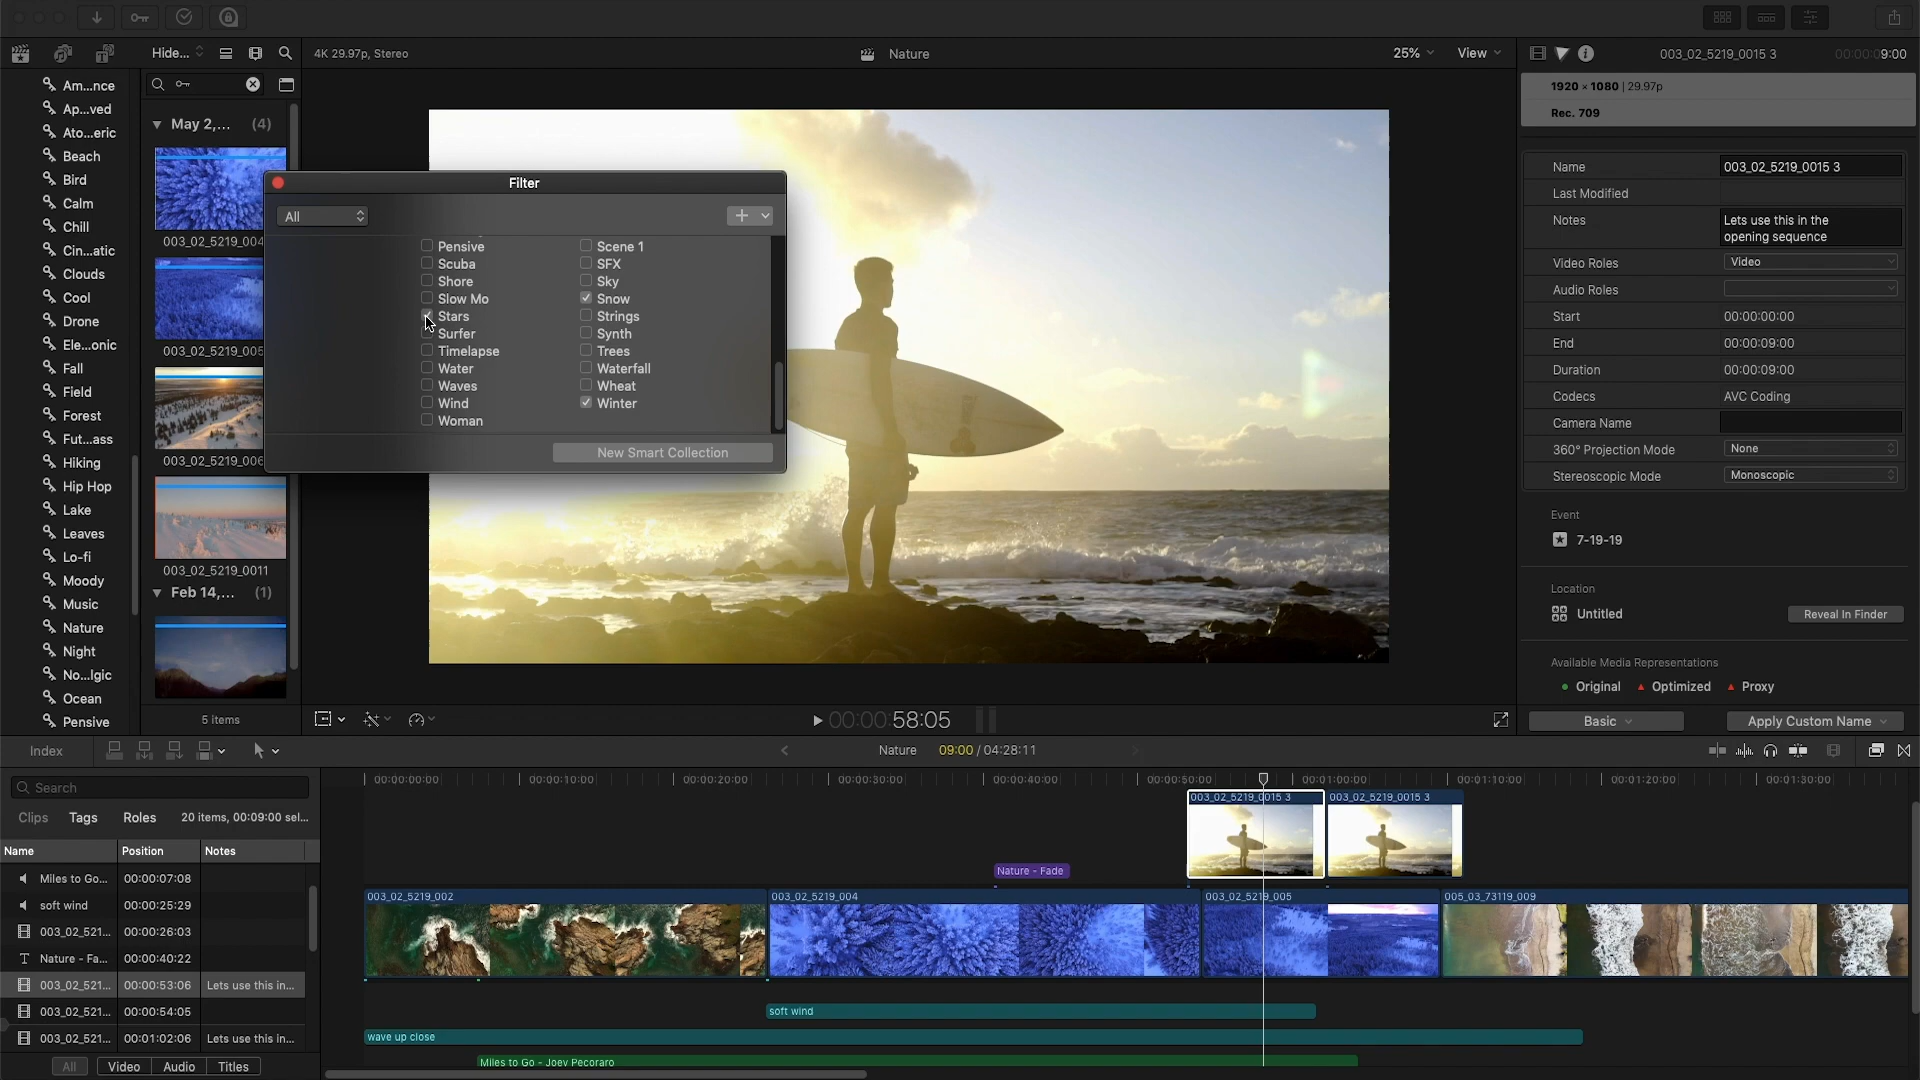 Hide...
4K 29.97p, Stereo
Nature
25%
View
003_02_5219_0015 3
00:00:09:00
Am...nce
Ap...ved
Ato...eric
Beach
Bird
Calm
Chill
Cin...atic
Clouds
Cool
Drone
Ele...onic
Fall
Field
Forest
Fut...ass
Hiking
Hip Hop
Lake
Leaves
Lo-fi
Moody
Music
Nature
Night
No...lgic
Ocean
Pensive
May 2,... (4)
003_02_5219_004
003_02_5219_005
003_02_5219_006
003_02_5219_0011
Feb 14,... (1)
5 items
Filter
All
Pensive
Scuba
Shore
Slow Mo
Stars
Surfer
Timelapse
Water
Waves
Wind
Woman
Scene 1
SFX
Sky
Snow
Strings
Synth
Trees
Waterfall
Wheat
Winter
New Smart Collection
00:00:58:05
1920 × 1080 | 29.97p
Rec. 709
Name 003_02_5219_0015 3
Last Modified
Notes Lets use this in the
opening sequence
Video Roles Video
Audio Roles
Start 00:00:00:00
End 00:00:09:00
Duration 00:00:09:00
Codecs AVC Coding
Camera Name
360° Projection Mode None
Stereoscopic Mode Monoscopic
Event
7-19-19
Location
Untitled Reveal In Finder
Available Media Representations
Original Optimized Proxy
Basic Apply Custom Name
Index
Nature 09:00 / 04:28:11
Search
Clips Tags Roles 20 items, 00:09:00 sel...
Name Position Notes
Miles to Go... 00:00:07:08
soft wind 00:00:25:29
003_02_521... 00:00:26:03
Nature - Fa... 00:00:40:22
003_02_521... 00:00:53:06 Lets use this in...
003_02_521... 00:00:54:05
003_02_521... 00:01:02:06 Lets use this in...
All Video Audio Titles
00:00:00:00 00:00:10:00 00:00:20:00 00:00:30:00 00:00:40:00 00:00:50:00 00:01:00:00 00:01:10:00 00:01:20:00 00:01:30:00
003_02_5219_0015 3 003_02_5219_0015 3
Nature - Fade
003_02_5219_002 003_02_5219_004 003_02_5219_005 005_03_73119_009
soft wind
wave up close
Miles to Go - Joey Pecoraro